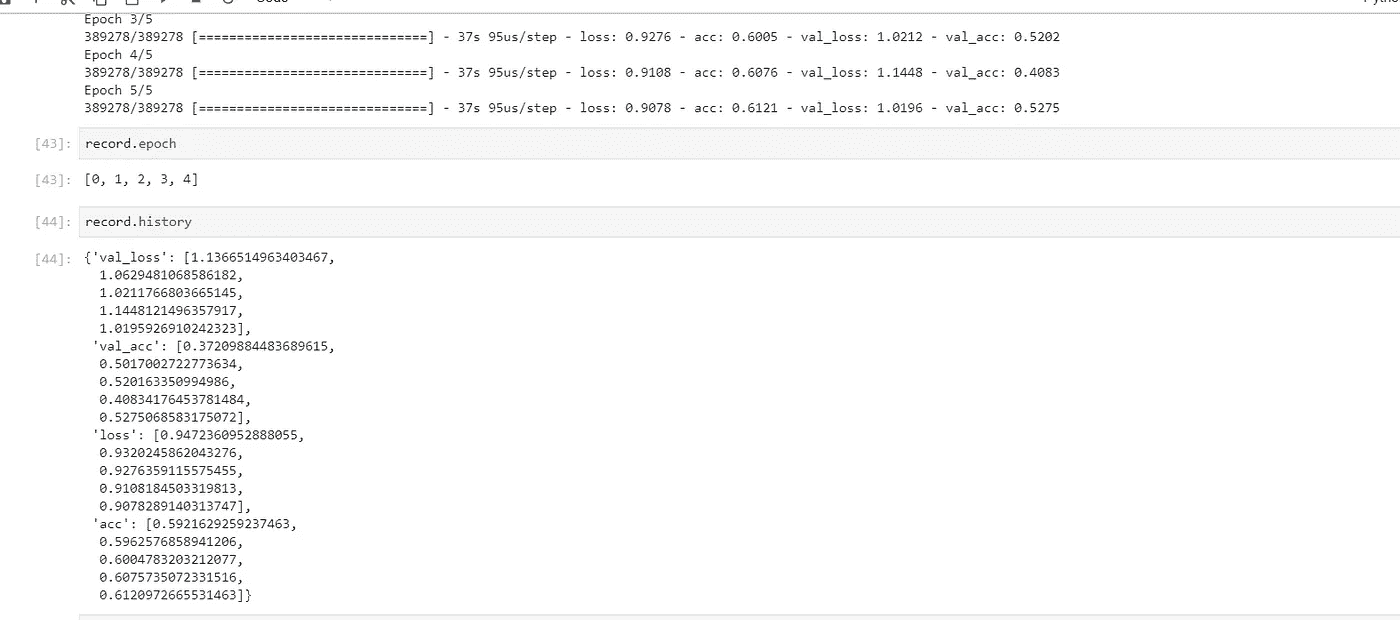 Epoch 3/5
389278/389278 [==============================] - 37s 95us/step - loss: 0.9276 - acc: 0.6005 - val_loss: 1.0212 - val_acc: 0.5202
Epoch 4/5
389278/389278 [==============================] - 37s 95us/step - loss: 0.9108 - acc: 0.6076 - val_loss: 1.1448 - val_acc: 0.4083
Epoch 5/5
389278/389278 [==============================] - 37s 95us/step - loss: 0.9078 - acc: 0.6121 - val_loss: 1.0196 - val_acc: 0.5275
[43]: record.epoch
[43]: [0, 1, 2, 3, 4]
[44]: record.history
[44]: {'val_loss': [1.1366514963403467,
1.0629481068586182,
1.0211766803665145,
1.1448121496357917,
1.0195926910242323],
'val_acc': [0.37209884483689615,
0.5017002722773634,
0.520163350994986,
0.40834176453781484,
0.5275068583175072],
'loss': [0.9472360952888055,
0.9320245862043276,
0.9276359115575455,
0.9108184503319813,
0.9078289140313747],
'acc': [0.5921629259237463,
0.5962576858941206,
0.6004783203212077,
0.6075735072331516,
0.6120972665531463]}